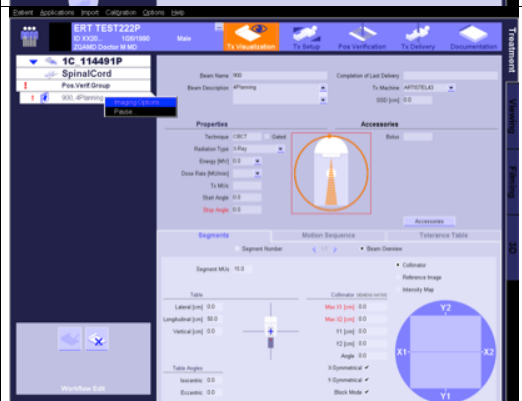 Patient Applications Import Calibration Options Help
ERT TEST222P
Male
ZGAMD Doctor M MD
Tx Visualization
Tx Setup
Pos Verification
Tx Delivery
Documentation
Treatment
Viewing
Filming
3D
1C_114491P
SpinalCord
Pos.Verif.Group
900, 4Planning
Imaging Options
Pause
Beam Name 900
Completion of Last Delivery
Beam Description 4Planning
Tx Machine ARTISTE
SSD [cm] 0.0
Properties
Accessories
Technique CBCT Gated
Bolus
Radiation Type X-Ray
Energy [MV] 0.0
Dose Rate [MU/min]
Tx MUs
Start Angle 0.0
Stop Angle 0.0
Accessories
Segments
Motion Sequence
Tolerance Table
Segment Number
Beam Overview
Segment MUs 15.0
Collimator
Reference Image
Intensity Map
Table
Collimator
Lateral [cm] 0.0
Max X1 [cm] 0.0
Longitudinal [cm] 50.0
Max X2 [cm] 0.0
Vertical [cm] 0.0
Y1 [cm] 0.0
Y2 [cm] 0.0
Angle 0.0
Table Angles
X-Symmetrical ✔
Isocentric 0.0
Y-Symmetrical ✔
Eccentric 0.0
Block Mode ✔
Y2
X1-
-X2
Y1
Workflow Edit